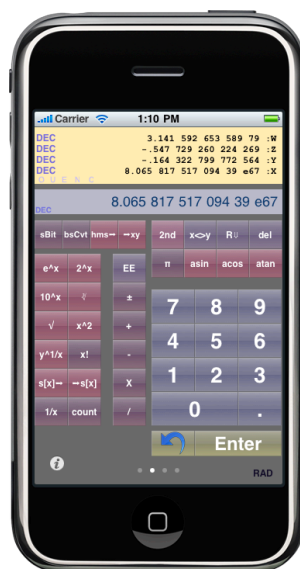 Carrier 1:10 PM
DEC 3.141 592 653 589 79 :W
DEC -.547 729 260 224 269 :Z
DEC -.164 322 799 772 564 :Y
DEC 8.065 817 517 094 39 e67 :X
O U E N C
DEC 8.065 817 517 094 39 e67
sBit bsCvt hms→ →xy 2nd x<>y R∪ del
e^x 2^x EE π asin acos atan
10^x ∛ ± 7 8 9
√ x^2 + 4 5 6
y^1/x x! - 1 2 3
s[x]→ →s[x] X 0 .
1/x count / Enter
i RAD